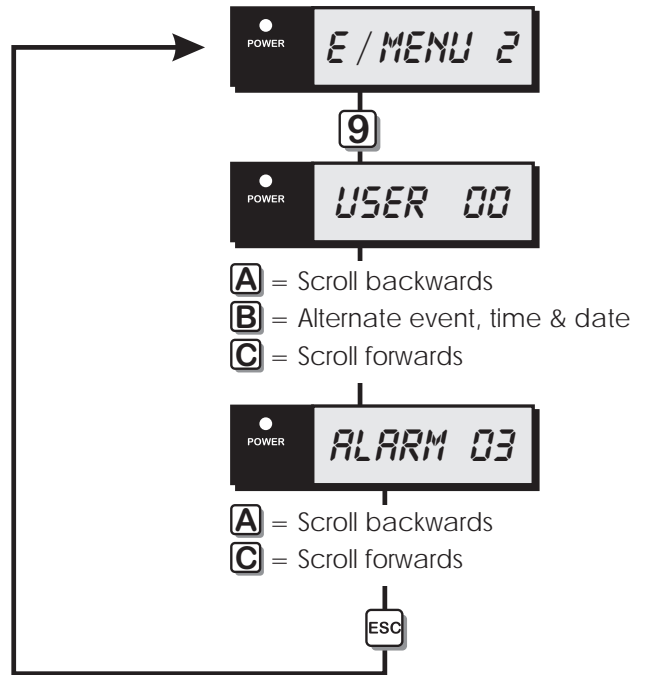 POWER
E/MENU 2
9
POWER
USER 00
A = Scroll backwards
B = Alternate event, time & date
C = Scroll forwards
POWER
ALARM 03
A = Scroll backwards
C = Scroll forwards
ESC